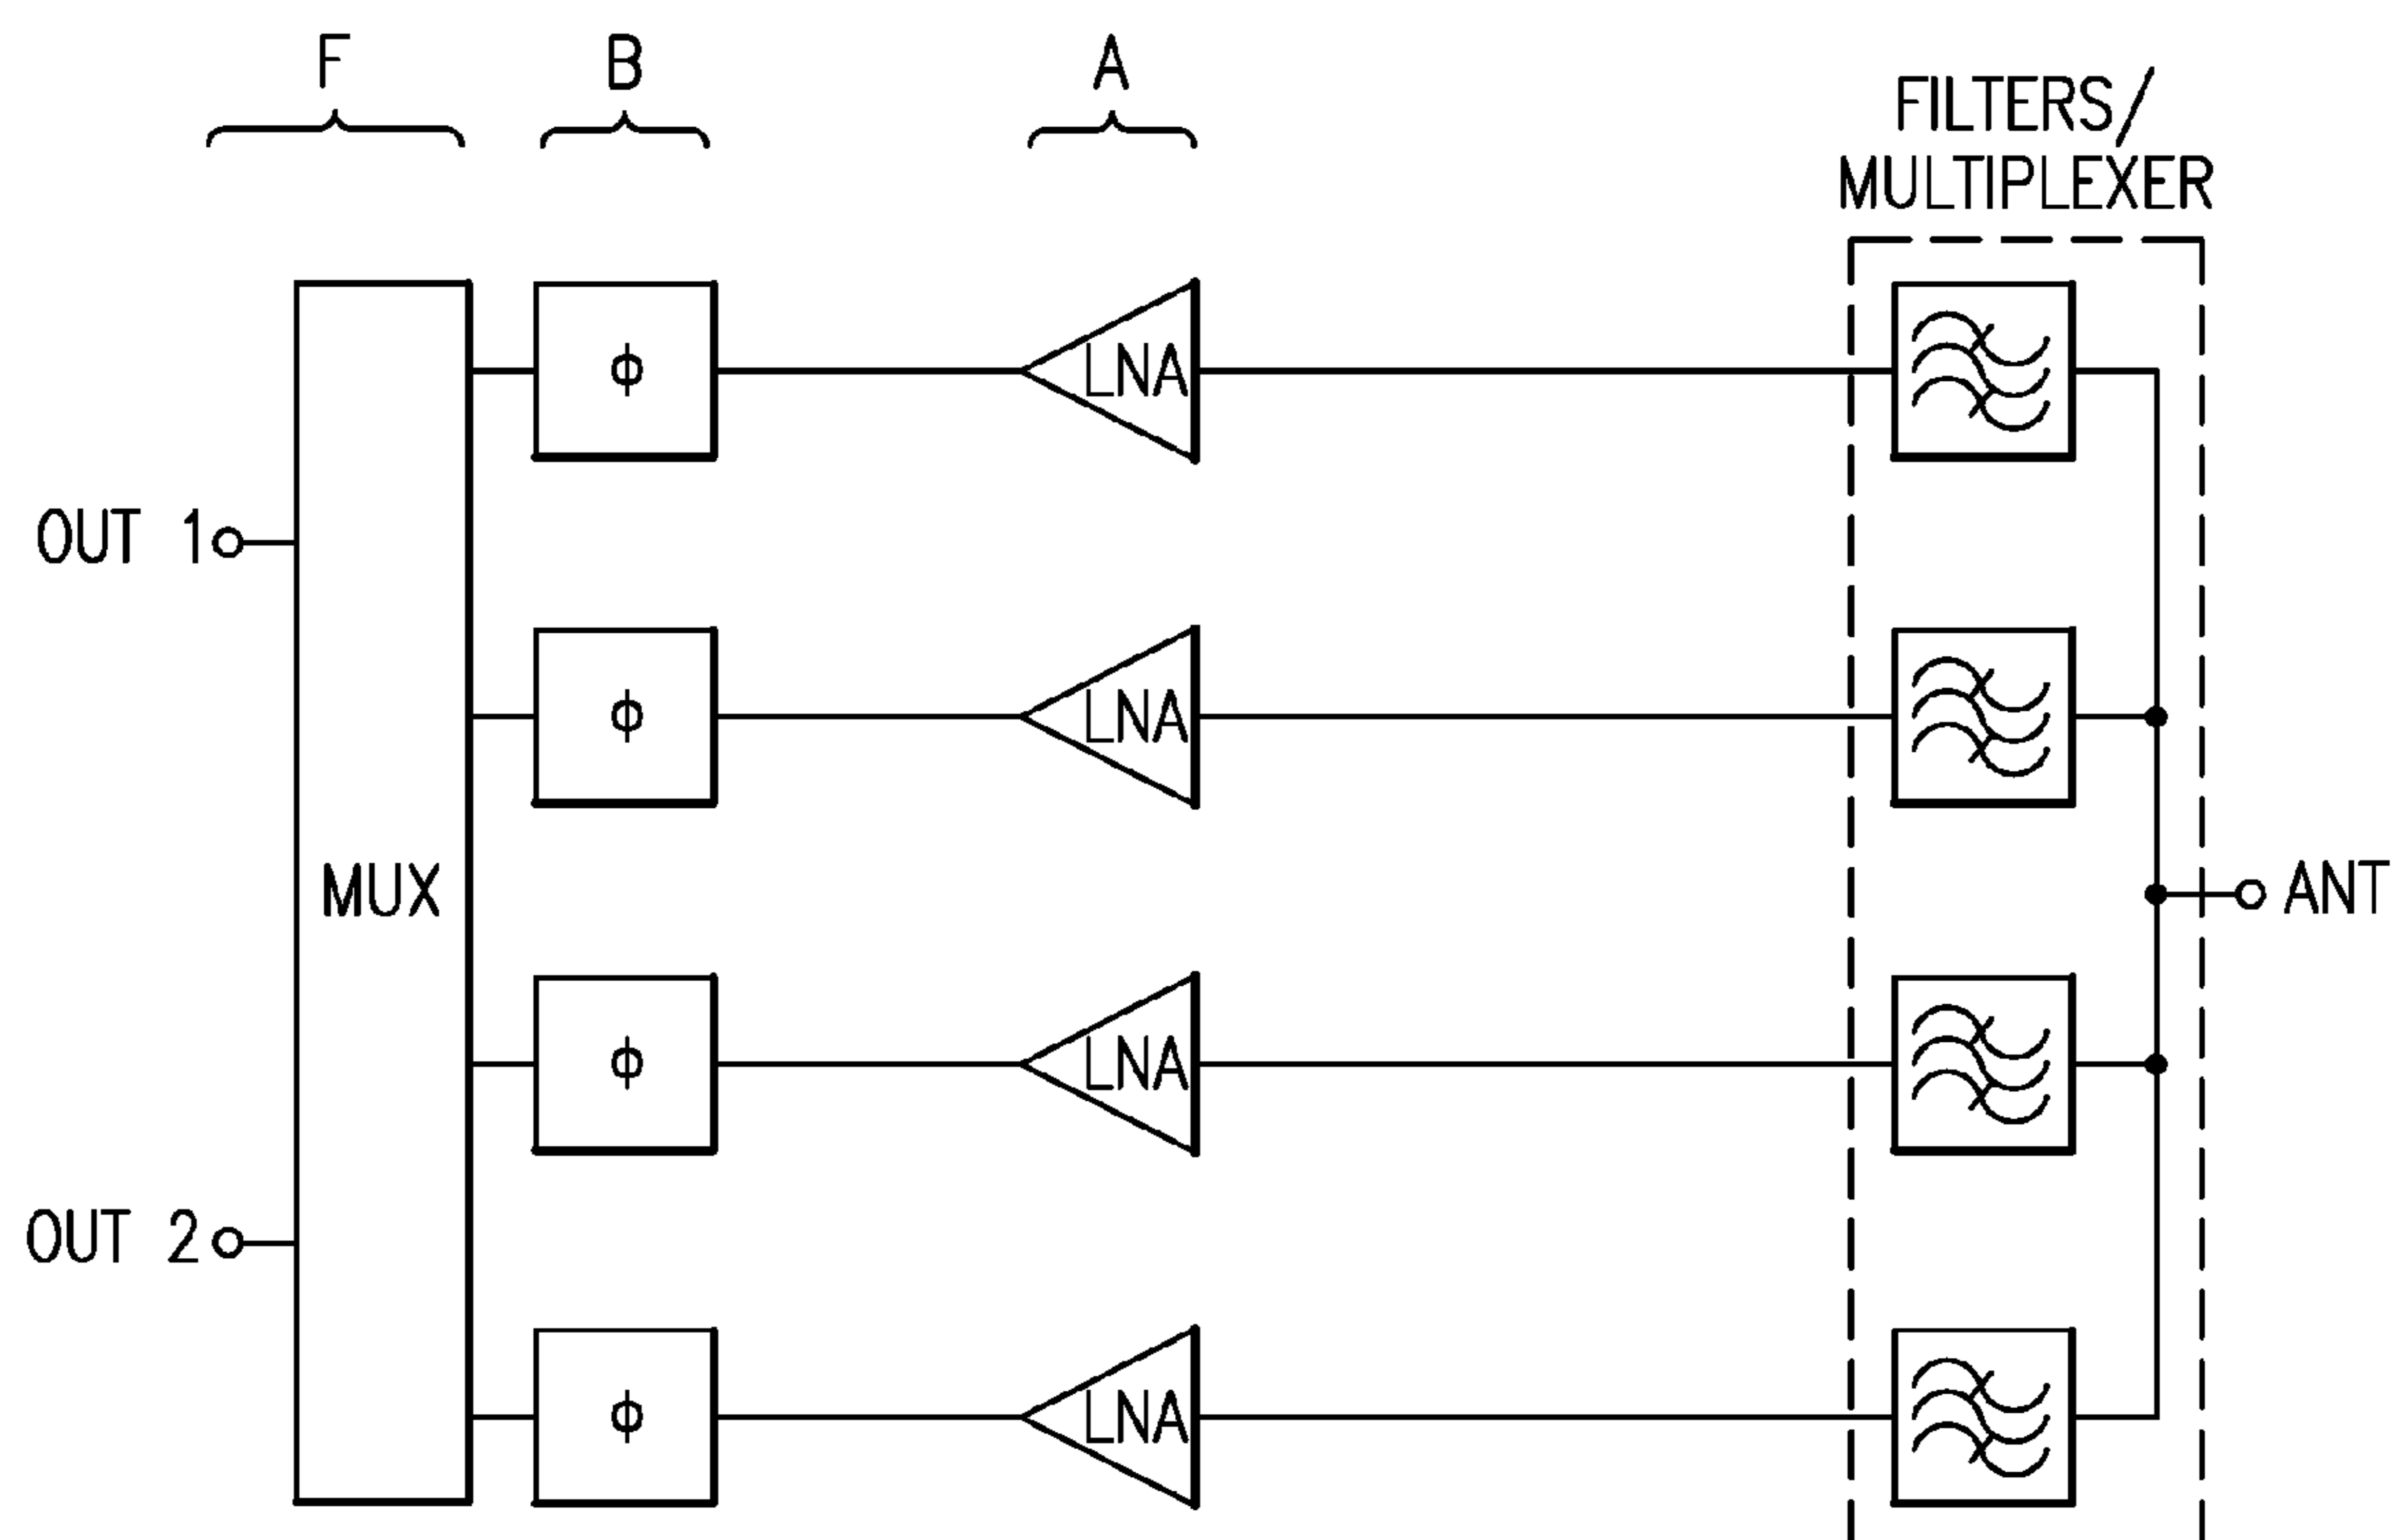 F
B
A
FILTERS/
MULTIPLEXER
ϕ
LNA
OUT 1
ϕ
LNA
MUX
ANT
ϕ
LNA
OUT 2
ϕ
LNA